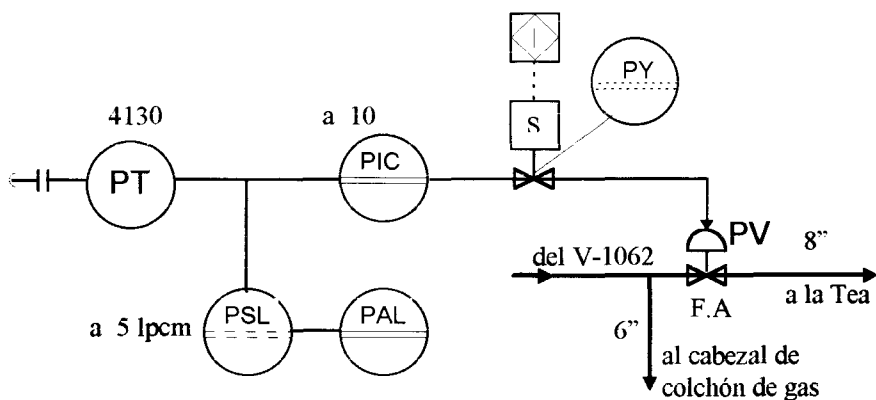 I
PY
4130
a 10
S
PT
PIC
PV
8”
del V-1062
a la Tea
F.A
6”
PSL
PAL
a 5 lpcm
al cabezal de
colchón de gas